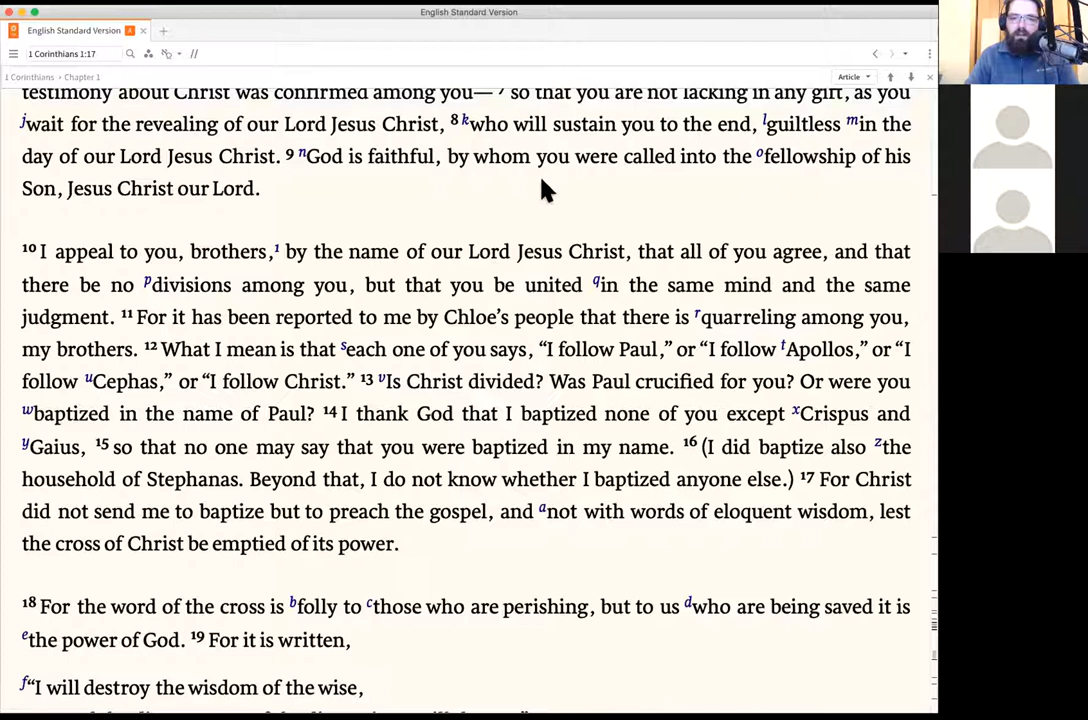 English Standard Version
English Standard Version A
1 Corinthians 1:17
1 Corinthians • Chapter 1
Article
testimony about Christ was confirmed among you— 7 so that you are not lacking in any gift, as you
jwait for the revealing of our Lord Jesus Christ, 8 kwho will sustain you to the end, lguiltless min the
day of our Lord Jesus Christ. 9 nGod is faithful, by whom you were called into the ofellowship of his
Son, Jesus Christ our Lord.
10 I appeal to you, brothers,1 by the name of our Lord Jesus Christ, that all of you agree, and that
there be no pdivisions among you, but that you be united qin the same mind and the same
judgment. 11 For it has been reported to me by Chloe’s people that there is rquarreling among you,
my brothers. 12 What I mean is that seach one of you says, “I follow Paul,” or “I follow tApollos,” or “I
follow uCephas,” or “I follow Christ.” 13 vIs Christ divided? Was Paul crucified for you? Or were you
wbaptized in the name of Paul? 14 I thank God that I baptized none of you except xCrispus and
yGaius, 15 so that no one may say that you were baptized in my name. 16 (I did baptize also zthe
household of Stephanas. Beyond that, I do not know whether I baptized anyone else.) 17 For Christ
did not send me to baptize but to preach the gospel, and anot with words of eloquent wisdom, lest
the cross of Christ be emptied of its power.
18 For the word of the cross is bfolly to cthose who are perishing, but to us dwho are being saved it is
ethe power of God. 19 For it is written,
f“I will destroy the wisdom of the wise,